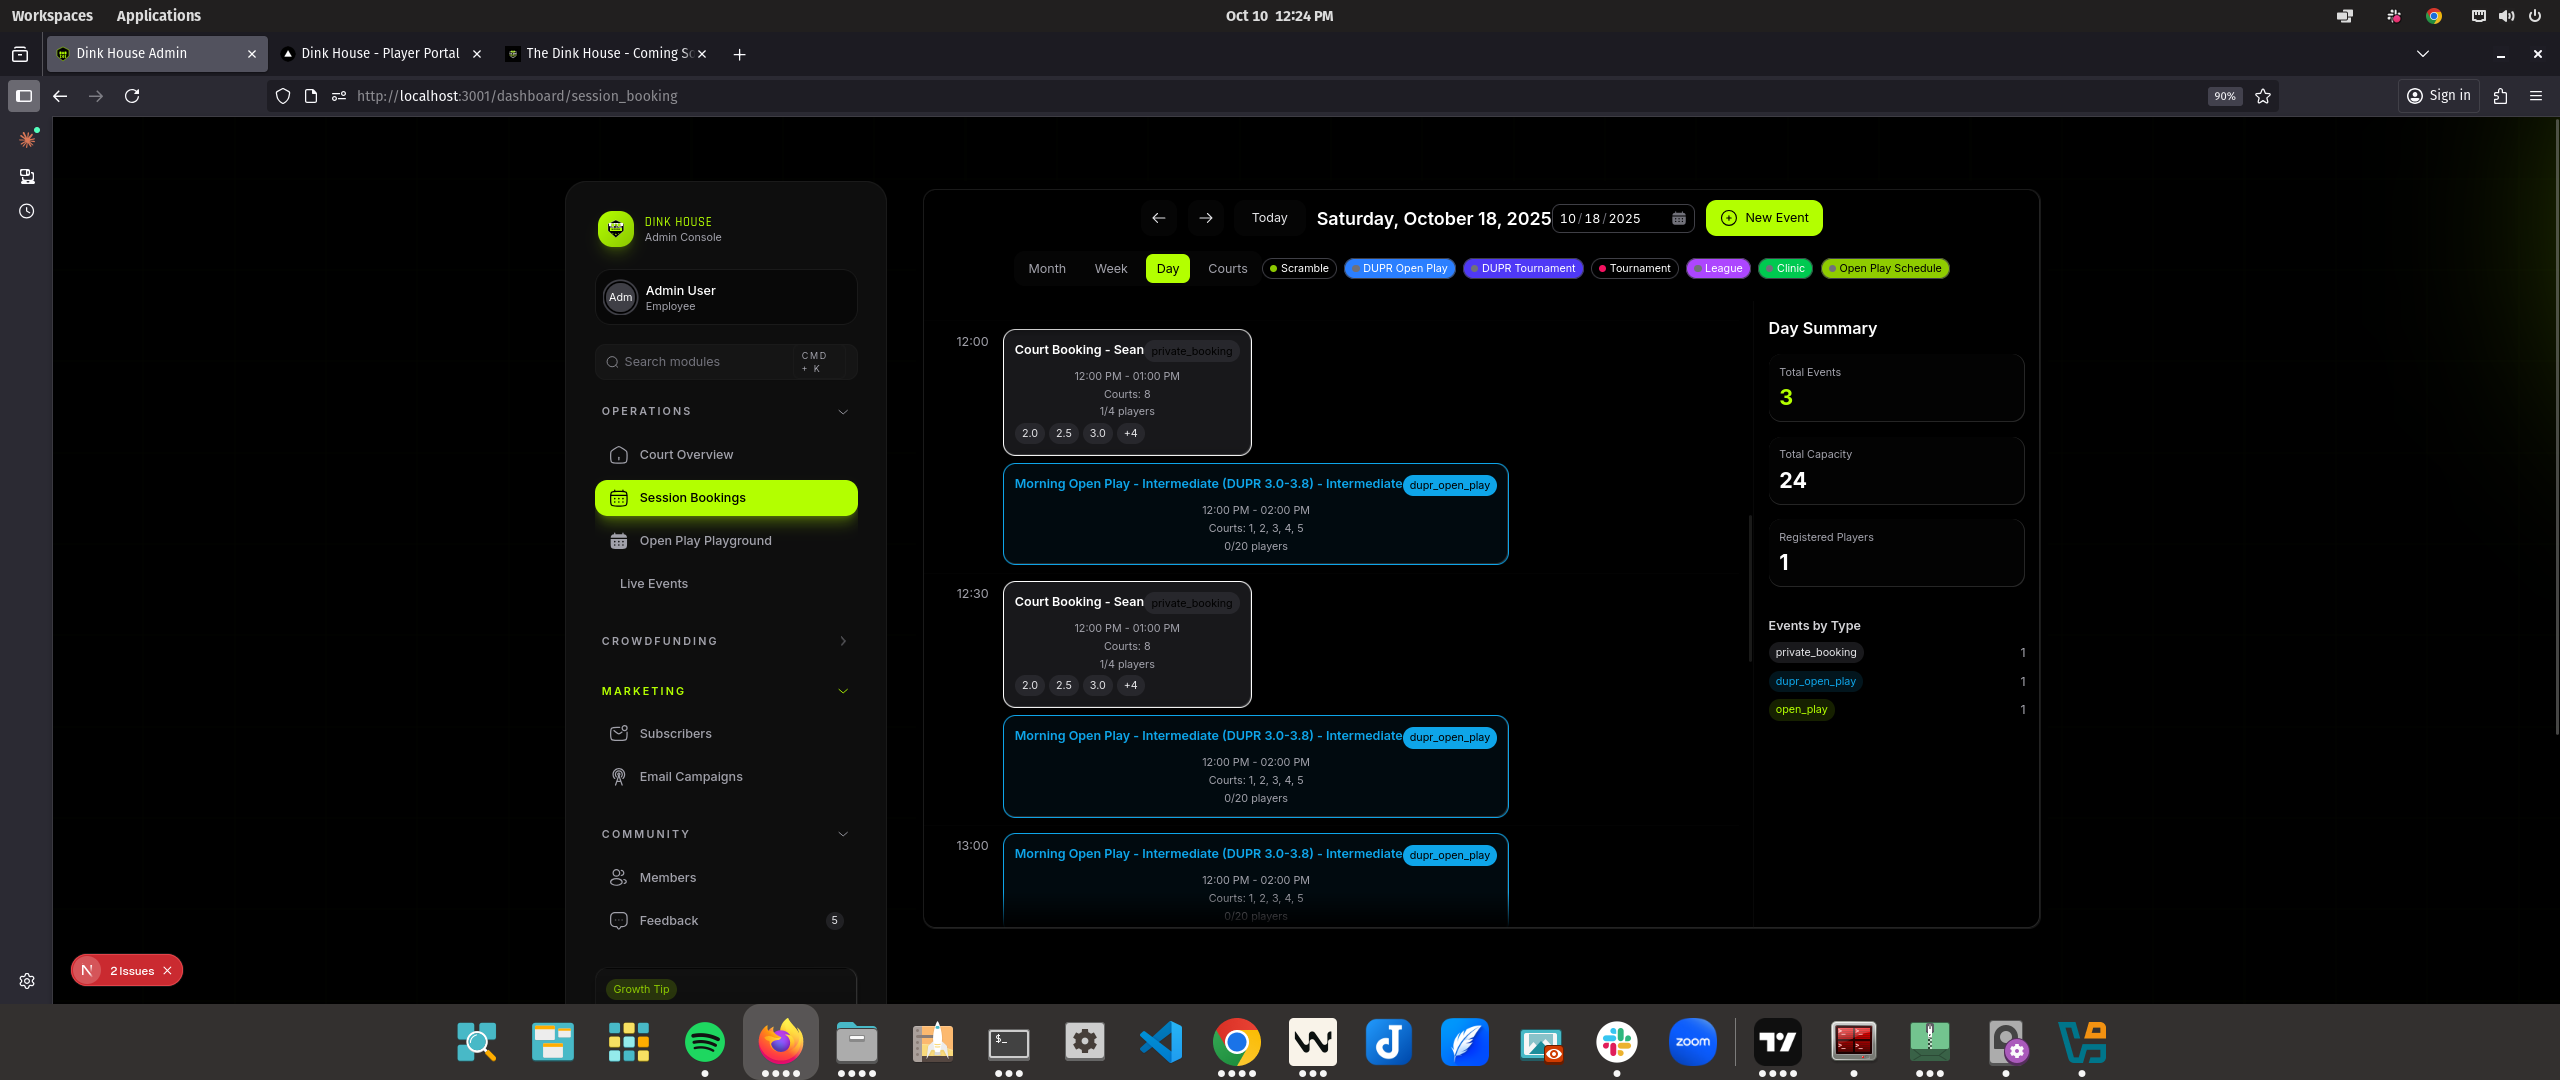 Workspaces Applications
Oct 10 12:24 PM
Dink House Admin
Dink House - Player Portal
The Dink House - Coming Sc
http://localhost:3001/dashboard/session_booking
90%
Sign in
DINK HOUSE
Admin Console
Adm
Admin User
Employee
Search modules
CMD
+ K
OPERATIONS
Court Overview
Session Bookings
Open Play Playground
Live Events
CROWDFUNDING
MARKETING
Subscribers
Email Campaigns
COMMUNITY
Members
Feedback 5
Growth Tip
N 2 Issues
Today Saturday, October 18, 2025 10/18/2025 New Event
Month Week Day Courts Scramble DUPR Open Play DUPR Tournament Tournament League Clinic Open Play Schedule
12:00
Court Booking - Sean private_booking
12:00 PM - 01:00 PM
Courts: 8
1/4 players
2.0 2.5 3.0 +4
Morning Open Play - Intermediate (DUPR 3.0-3.8) - Intermediate dupr_open_play
12:00 PM - 02:00 PM
Courts: 1, 2, 3, 4, 5
0/20 players
12:30
Court Booking - Sean private_booking
12:00 PM - 01:00 PM
Courts: 8
1/4 players
2.0 2.5 3.0 +4
Morning Open Play - Intermediate (DUPR 3.0-3.8) - Intermediate dupr_open_play
12:00 PM - 02:00 PM
Courts: 1, 2, 3, 4, 5
0/20 players
13:00
Morning Open Play - Intermediate (DUPR 3.0-3.8) - Intermediate dupr_open_play
12:00 PM - 02:00 PM
Courts: 1, 2, 3, 4, 5
0/20 players
Day Summary
Total Events
3
Total Capacity
24
Registered Players
1
Events by Type
private_booking 1
dupr_open_play 1
open_play 1
$_
zoom